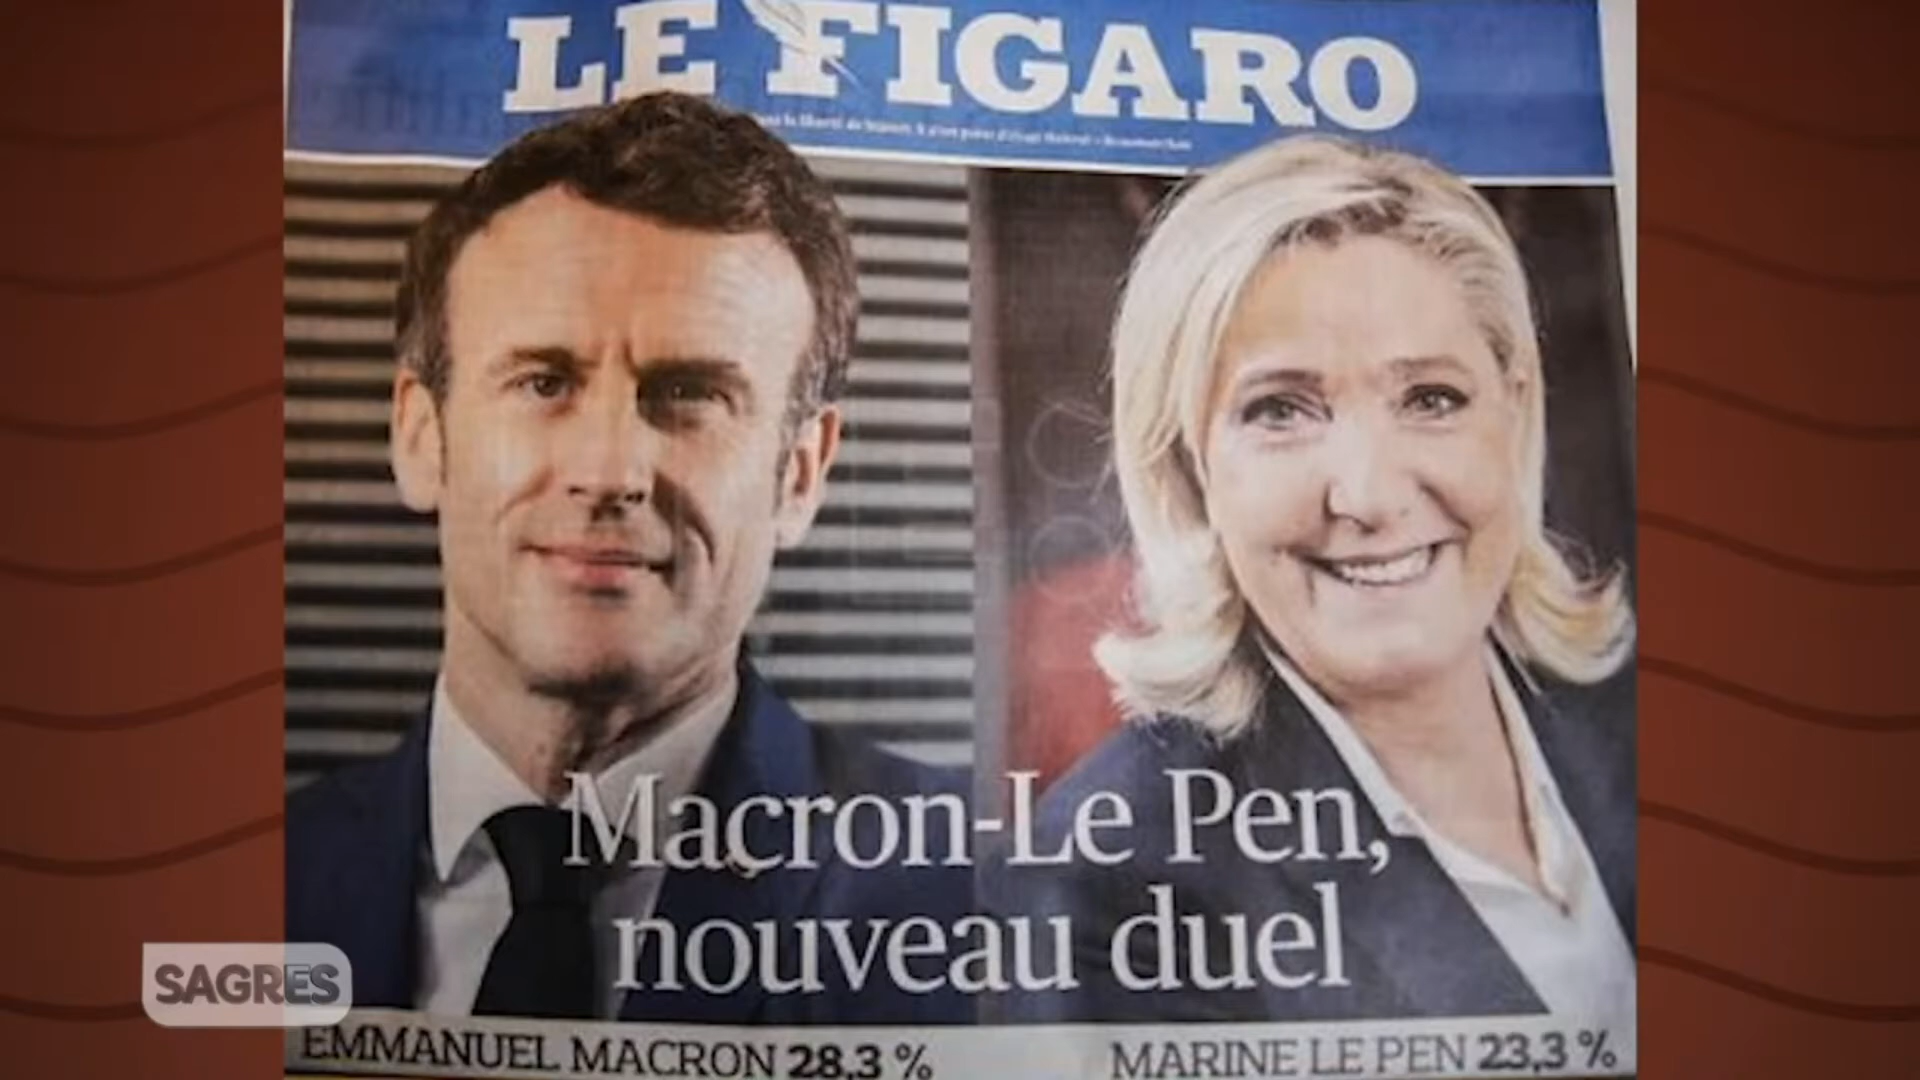 LE FIGARO
Macron-Le Pen,
nouveau duel
SAGRES
EMMANUEL MACRON 28,3 %
MARINE LE PEN 23,3 %